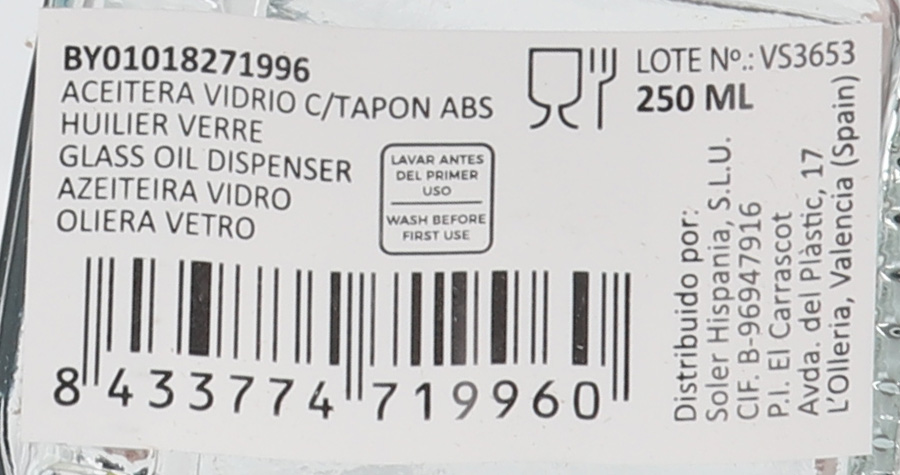 BY01018271996
ACEITERA VIDRIO C/TAPON ABS
HUILIER VERRE
GLASS OIL DISPENSER
AZEITEIRA VIDRO
OLIERA VETRO
LAVAR ANTES
DEL PRIMER
USO
WASH BEFORE
FIRST USE
LOTE Nº.: VS3653
250 ML
8 433774 719960
Distribuido por:
Soler Hispania, S.L.U.
CIF. B-96947916
P.I. El Carrascot
Avda. del Plàstic, 17
L'Olleria, Valencia (Spain)